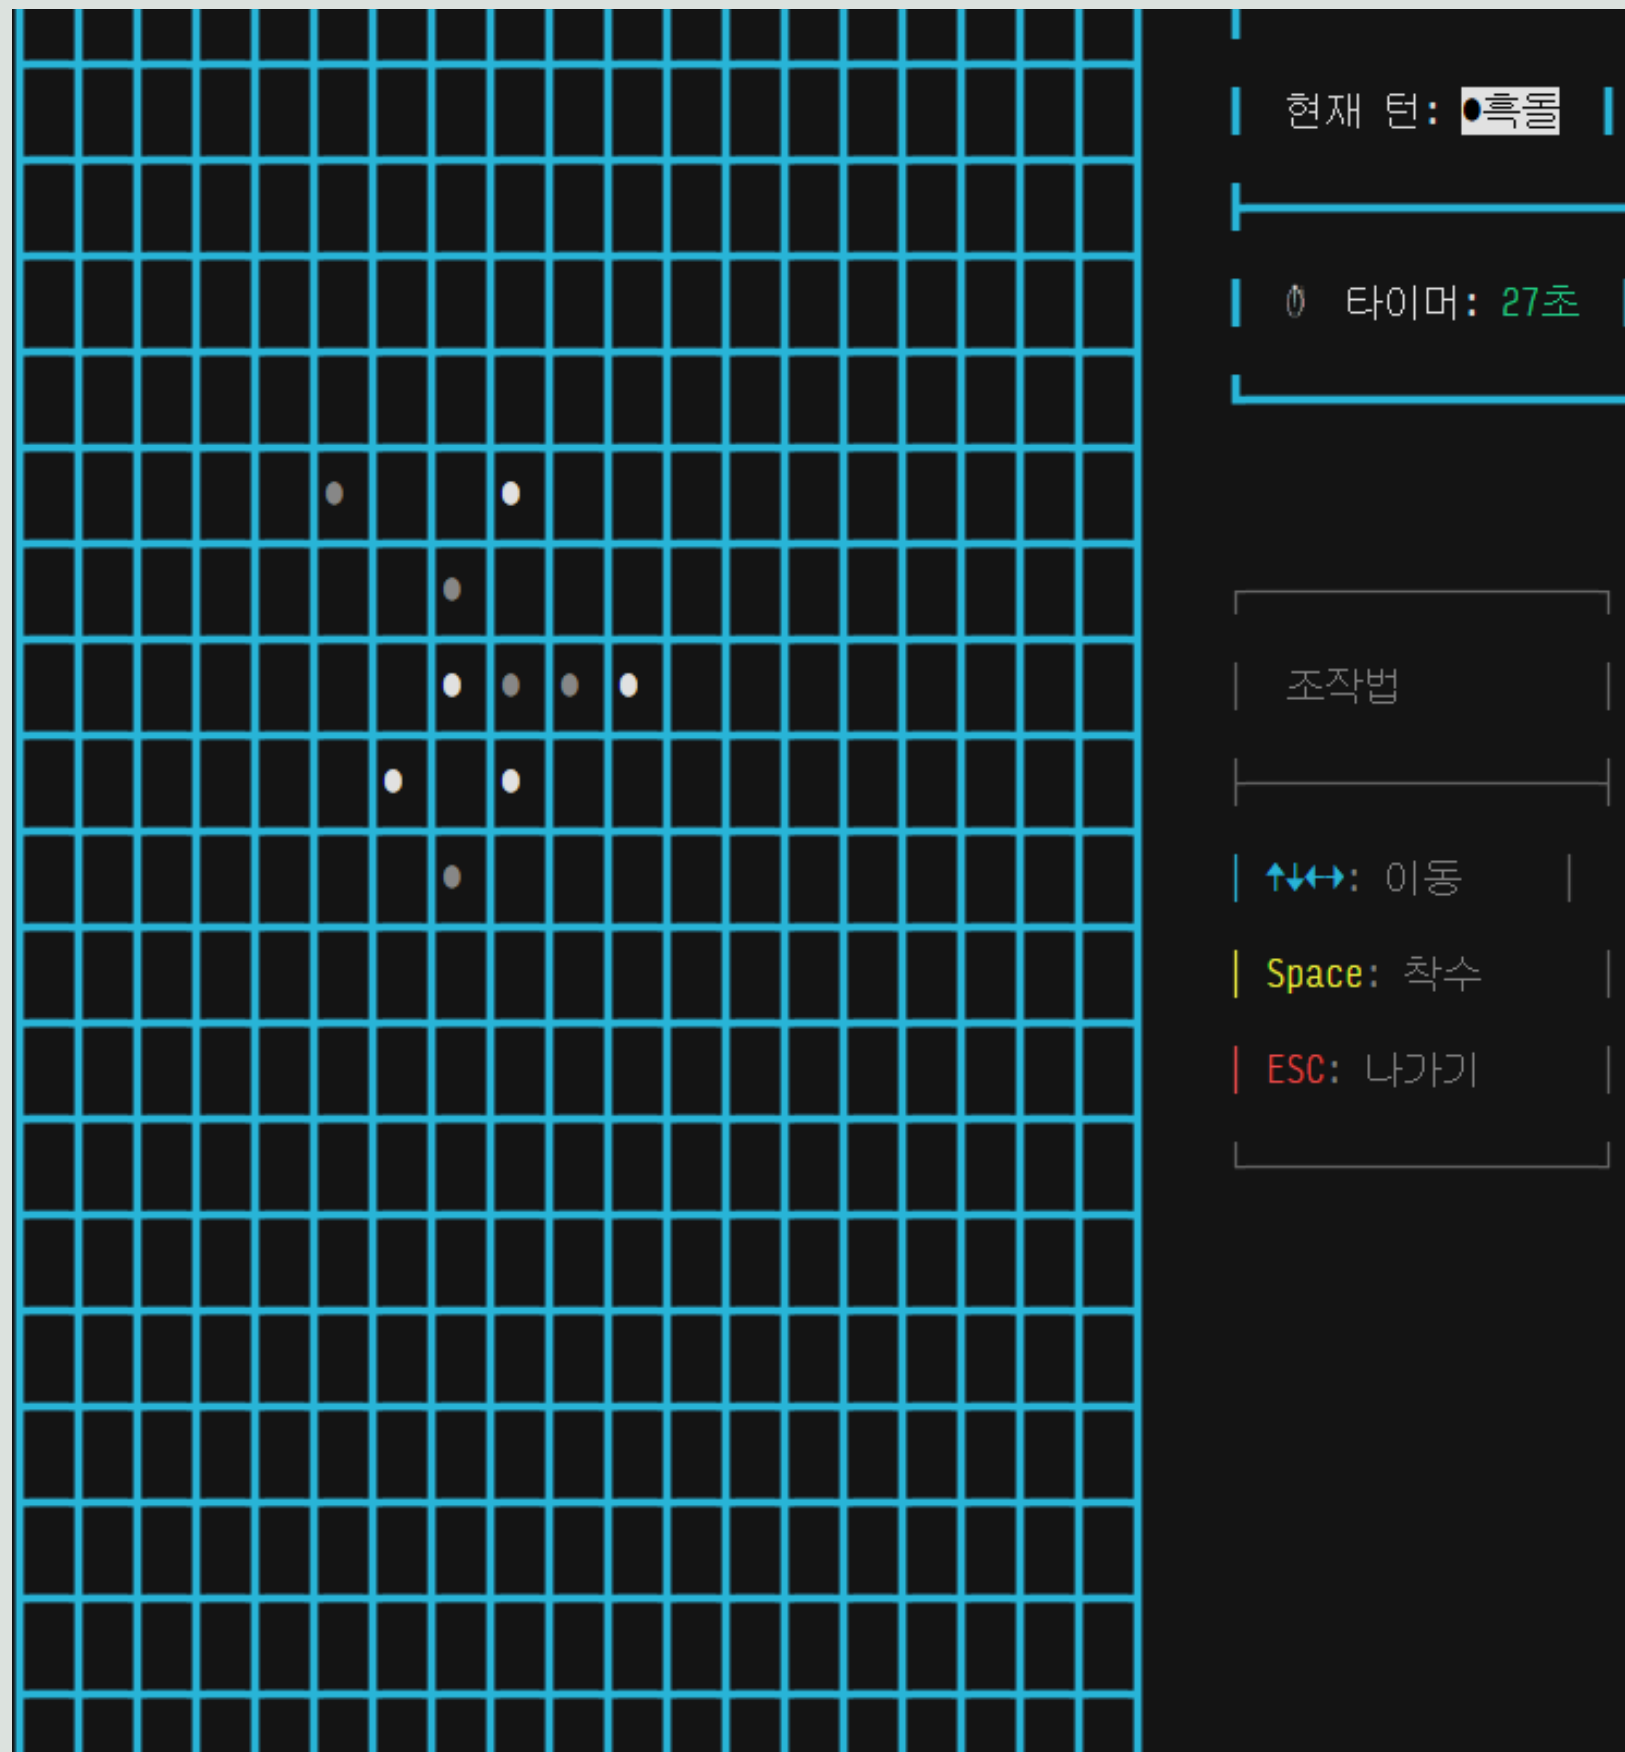 현재 턴: ●흑돌
⏱ 타이머: 27초
조작법
↑↓←→: 이동
Space: 착수
ESC: 나가기